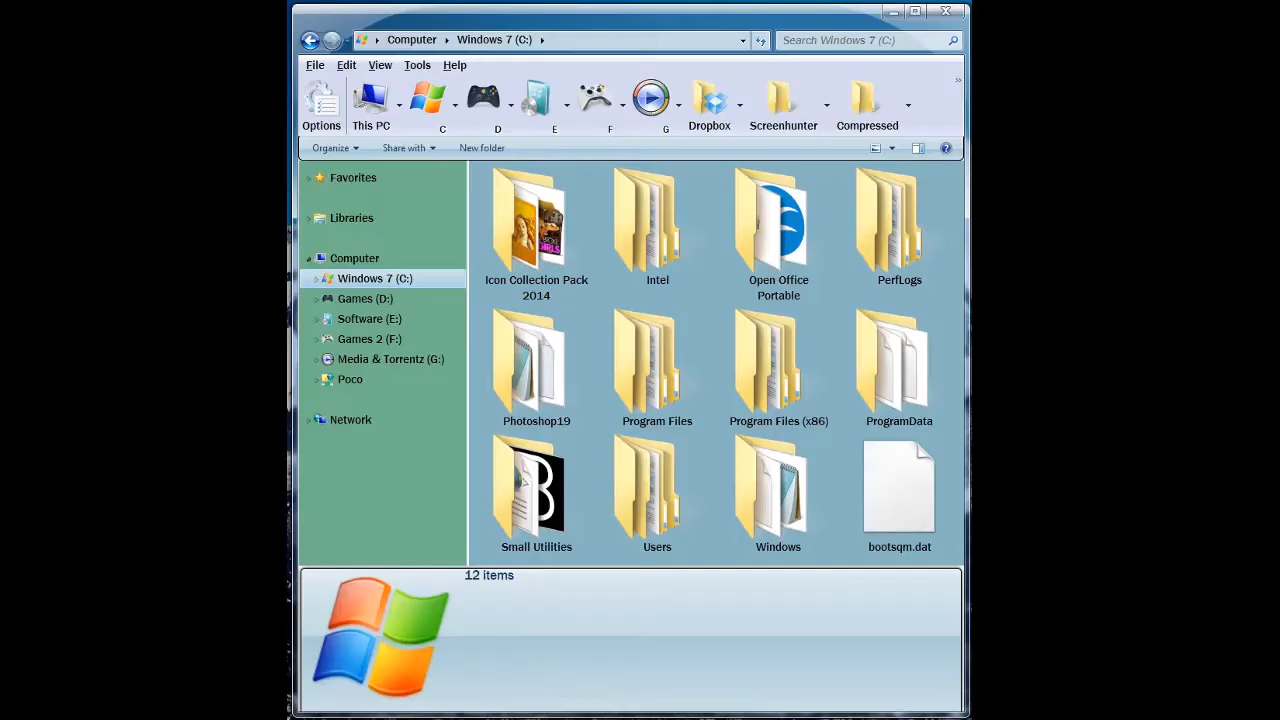 Computer Windows 7 (C:) Search Windows 7 (C:)
File Edit View Tools Help
Options This PC C D E F G Dropbox Screenhunter Compressed
Organize Share with New folder
Favorites
Libraries
Computer
Windows 7 (C:)
Games (D:)
Software (E:)
Games 2 (F:)
Media & Torrentz (G:)
Poco
Network
Icon Collection Pack 2014
Intel
Open Office Portable
PerfLogs
Photoshop19
Program Files
Program Files (x86)
ProgramData
Small Utilities
Users
Windows
bootsqm.dat
12 items